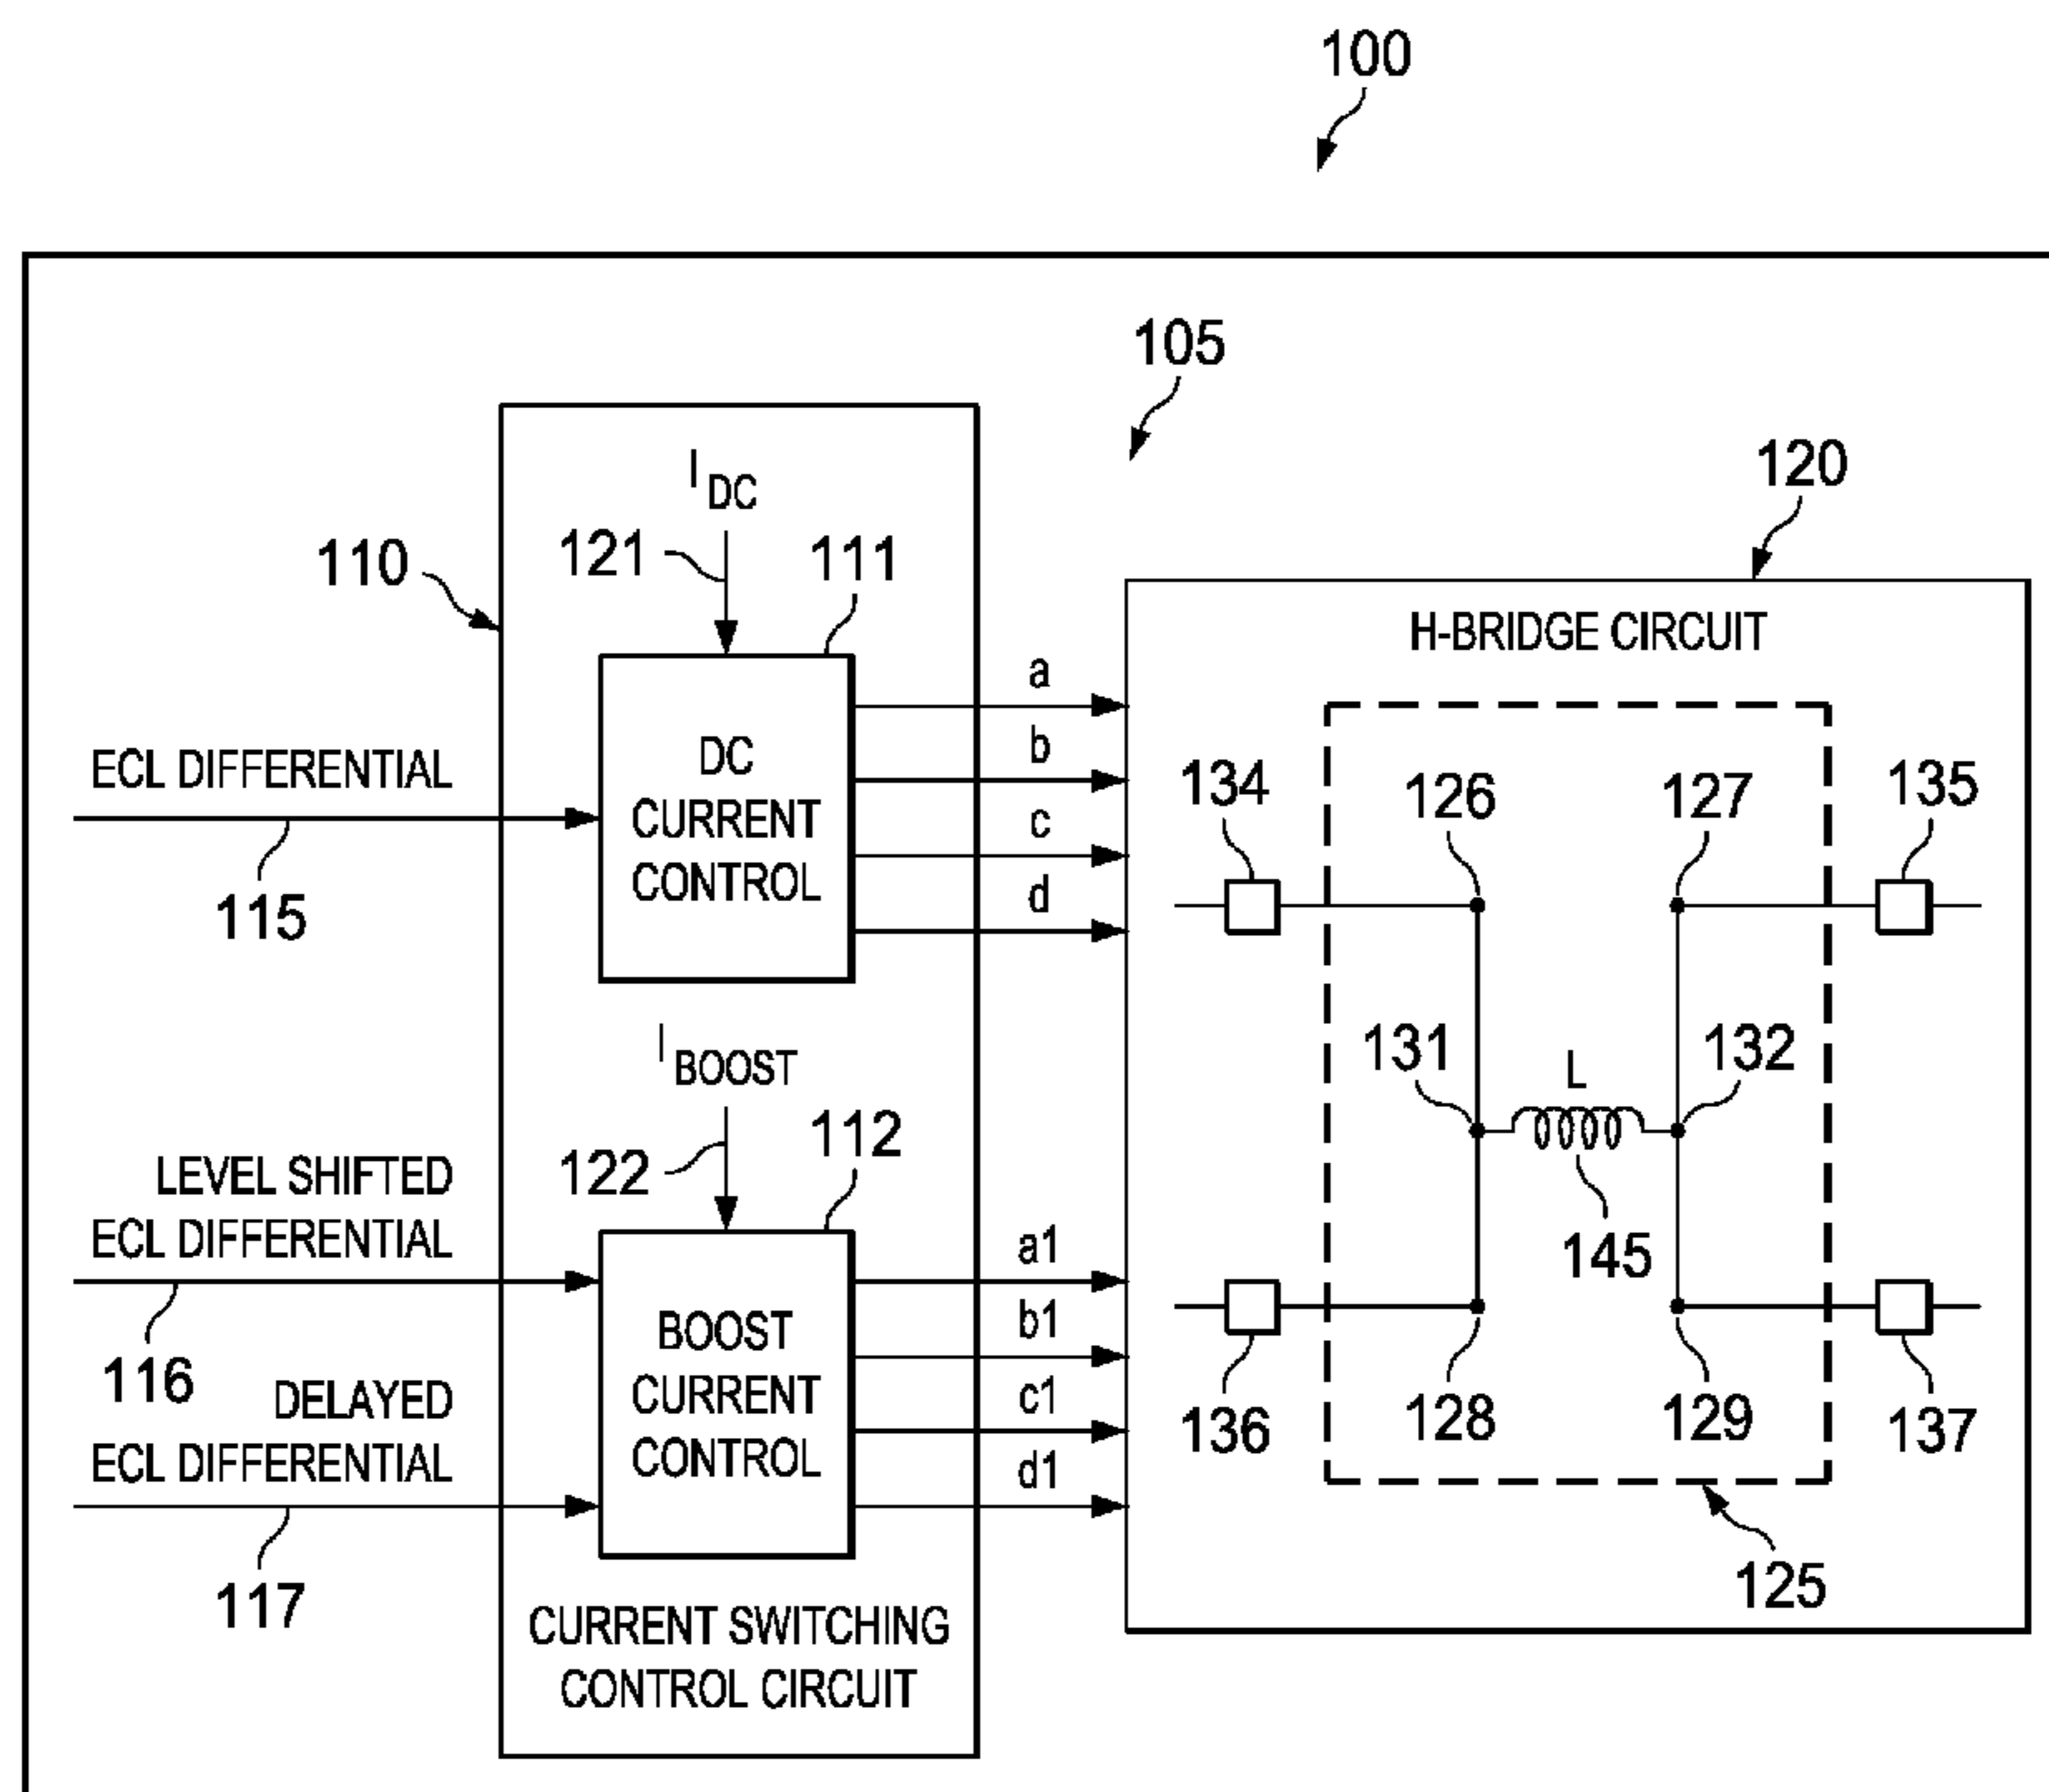 100
105
120
110
I DC
121
111
H-BRIDGE CIRCUIT
a
b
c
d
ECL DIFFERENTIAL
115
DC
CURRENT
CONTROL
134
126
127
135
131
L
132
145
I BOOST
122
112
LEVEL SHIFTED
ECL DIFFERENTIAL
116
DELAYED
ECL DIFFERENTIAL
117
BOOST
CURRENT
CONTROL
a1
b1
c1
d1
136
128
129
137
125
CURRENT SWITCHING
CONTROL CIRCUIT